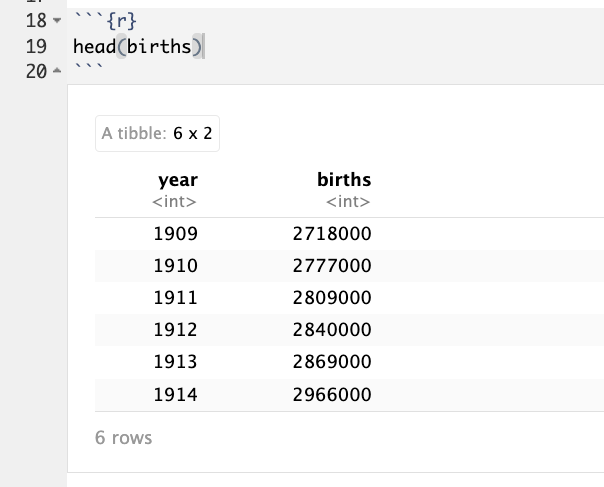 18 ```{r}
19 head(births)
20 ```
A tibble: 6 x 2
year births
<int> <int>
1909 2718000
1910 2777000
1911 2809000
1912 2840000
1913 2869000
1914 2966000
6 rows